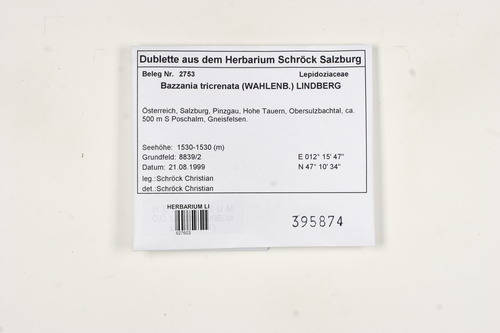 Dublette aus dem Herbarium Schröck Salzburg
Beleg Nr. 2753 Lepidoziaceae
Bazzania tricrenata (WAHLENB.) LINDBERG
Österreich, Salzburg, Pinzgau, Hohe Tauern, Obersulzbachtal, ca.
500 m S Poschalm, Gneisfelsen.
Seehöhe: 1530-1530 (m)
Grundfeld: 8839/2 E 012° 15' 47"
Datum: 21.08.1999 N 47° 10' 34"
leg.:Schröck Christian
det.:Schröck Christian
HERBARIUM LI
395874